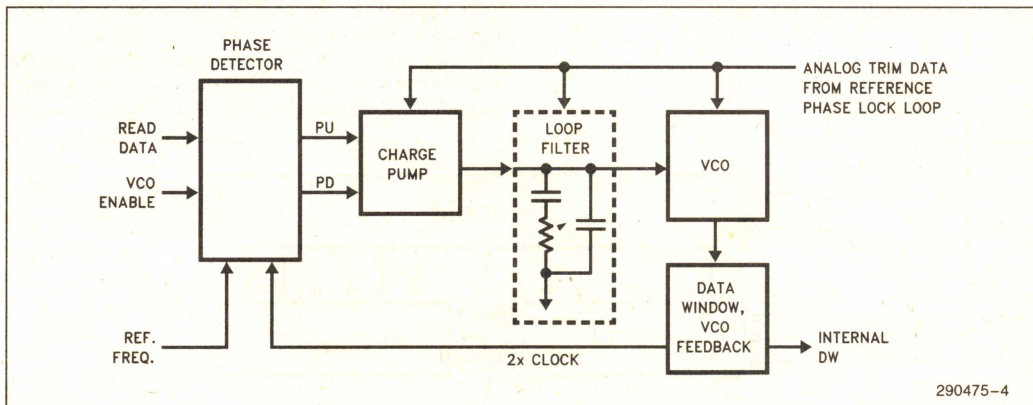 PHASE
DETECTOR
READ
DATA
VCO
ENABLE
PU
PD
CHARGE
PUMP
LOOP
FILTER
VCO
ANALOG TRIM DATA
FROM REFERENCE
PHASE LOCK LOOP
REF.
FREQ.
2x CLOCK
DATA
WINDOW,
VCO
FEEDBACK
INTERNAL
DW
290475-4